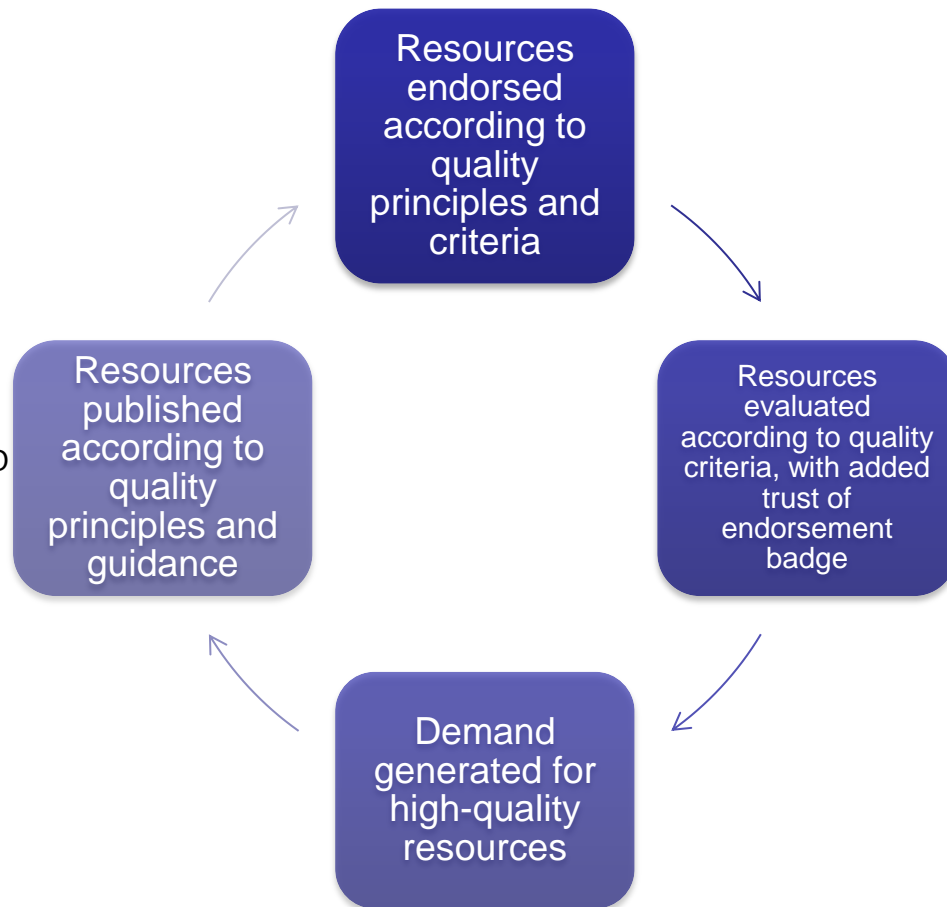 Resources
endorsed
according to
quality
principles and
criteria
Resources
evaluated
according to quality
criteria, with added
trust of
endorsement
badge
Demand
generated for
high-quality
resources
Resources
published
according to
quality
principles and
guidance